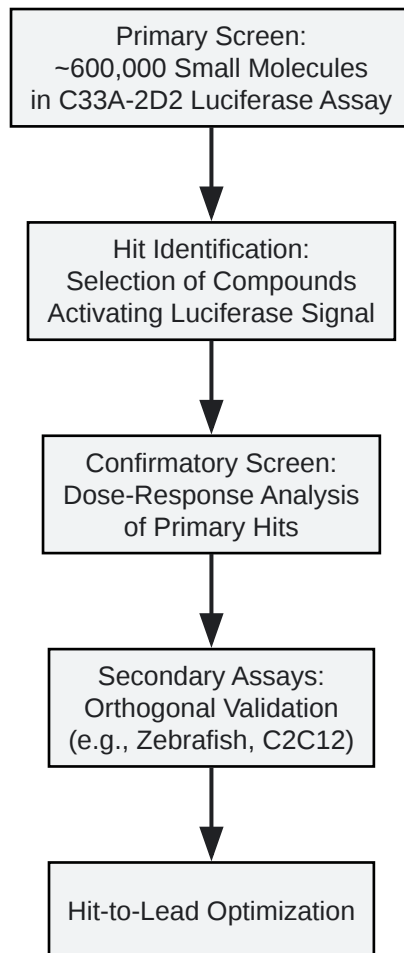 Primary Screen:
~600,000 Small Molecules
in C33A-2D2 Luciferase Assay
Hit Identification:
Selection of Compounds
Activating Luciferase Signal
Confirmatory Screen:
Dose-Response Analysis
of Primary Hits
Secondary Assays:
Orthogonal Validation
(e.g., Zebrafish, C2C12)
Hit-to-Lead Optimization